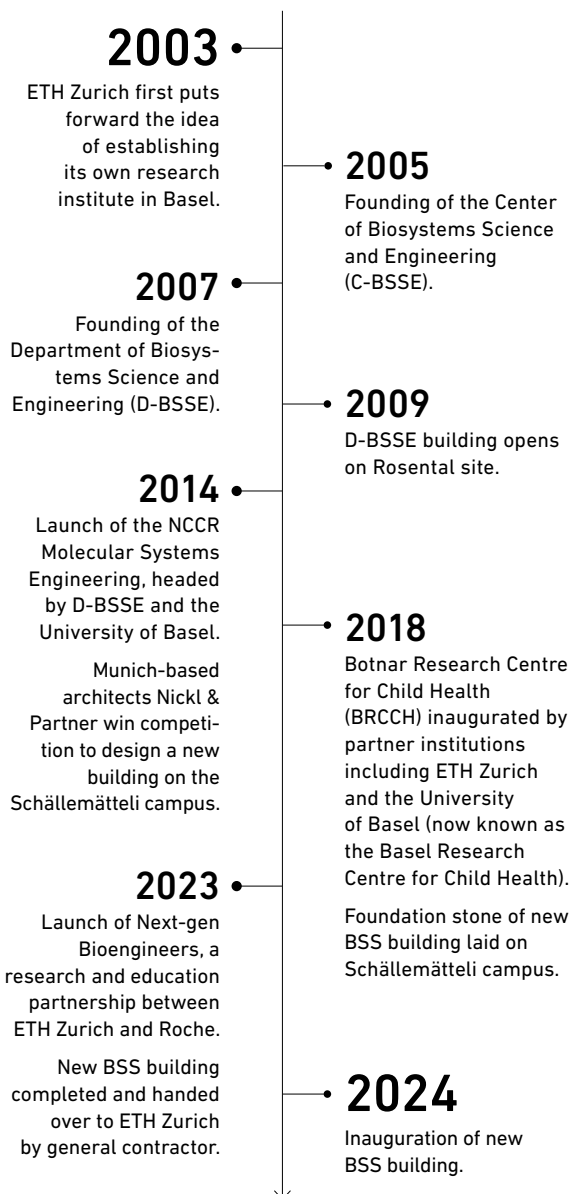 2003
ETH Zurich first puts
forward the idea
of establishing
its own research
institute in Basel.
2005
Founding of the Center
of Biosystems Science
and Engineering
(C-BSSE).
2007
Founding of the
Department of Biosys-
tems Science and
Engineering (D-BSSE).
2009
D-BSSE building opens
on Rosental site.
2014
Launch of the NCCR
Molecular Systems
Engineering, headed
by D-BSSE and the
University of Basel.
Munich-based
architects Nickl &
Partner win competi-
tion to design a new
building on the
Schällemätteli campus.
2018
Botnar Research Centre
for Child Health
(BRCCH) inaugurated by
partner institutions
including ETH Zurich
and the University
of Basel (now known as
the Basel Research
Centre for Child Health).
Foundation stone of new
BSS building laid on
Schällemätteli campus.
2023
Launch of Next-gen
Bioengineers, a
research and education
partnership between
ETH Zurich and Roche.
New BSS building
completed and handed
over to ETH Zurich
by general contractor.
2024
Inauguration of new
BSS building.